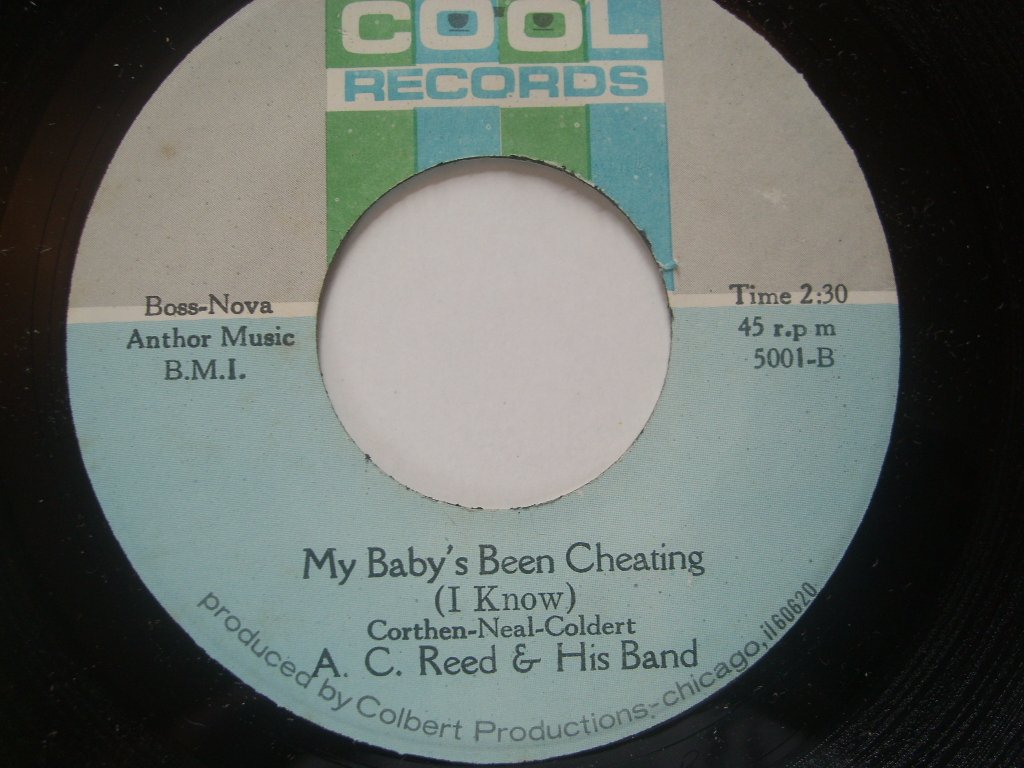 COOL
RECORDS
Boss-Nova
Anthor Music
B.M.I.
Time 2:30
45 r.p m
5001-B
My Baby's Been Cheating
(I Know)
Corthen-Neal-Coldert
A. C. Reed & His Band
produced by Colbert Productions-chicago,il60620